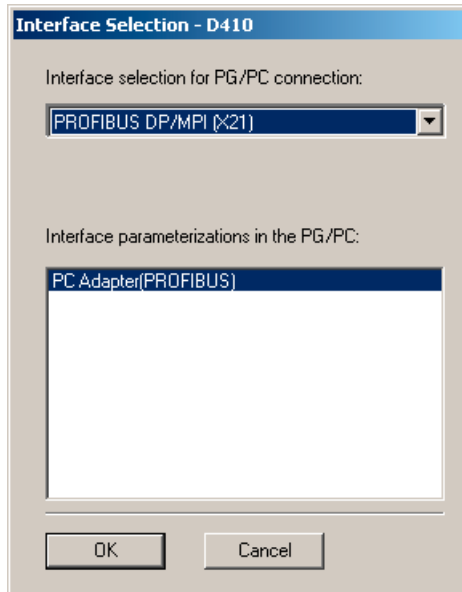 Interface Selection - D410
Interface selection for PG/PC connection:
PROFIBUS DP/MPI (X21)
Interface parameterizations in the PG/PC:
PC Adapter(PROFIBUS)
OK
Cancel